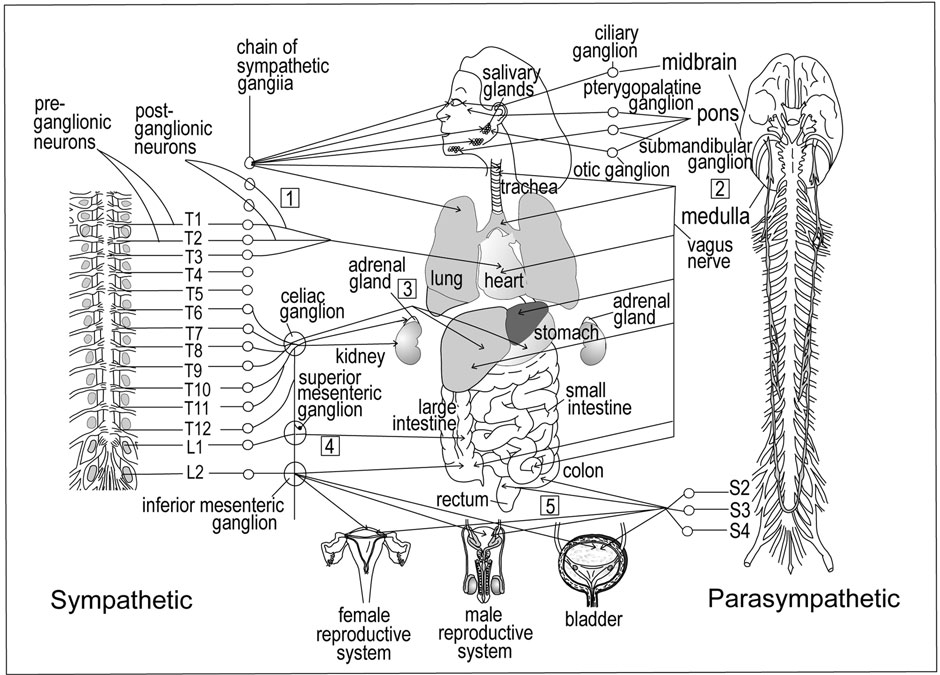 chain of
sympathetic
gangiia
pre-
ganglionic
neurons
post-
ganglionic
neurons
1
T1
T2
T3
T4
T5
T6
T7
T8
T9
T10
T11
T12
L1
L2
celiac
ganglion
superior
mesenteric
ganglion
inferior mesenteric
ganglion
adrenal
gland
3
kidney
4
salivary
glands
trachea
lung
heart
stomach
adrenal
gland
large
intestine
small
intestine
colon
rectum
5
ciliary
ganglion
midbrain
pterygopalatine
ganglion
pons
submandibular
ganglion
otic ganglion
2
medulla
vagus
nerve
S2
S3
S4
Sympathetic
female
reproductive
system
male
reproductive
system
bladder
Parasympathetic